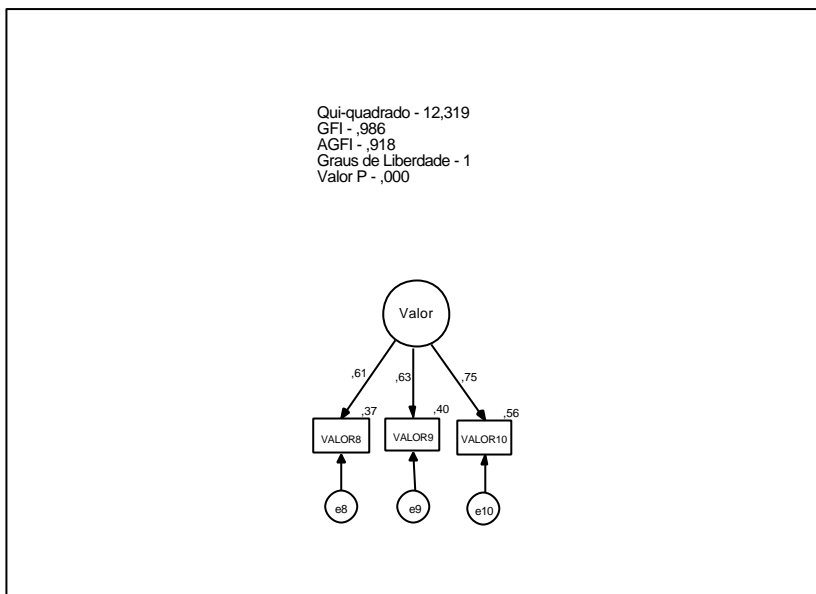 Qui-quadrado - 12,319
GFI - ,986
AGFI - ,918
Graus de Liberdade - 1
Valor P - ,000
Valor
,61
,63
,75
,37
,40
,56
VALOR8
VALOR9
VALOR10
e8
e9
e10